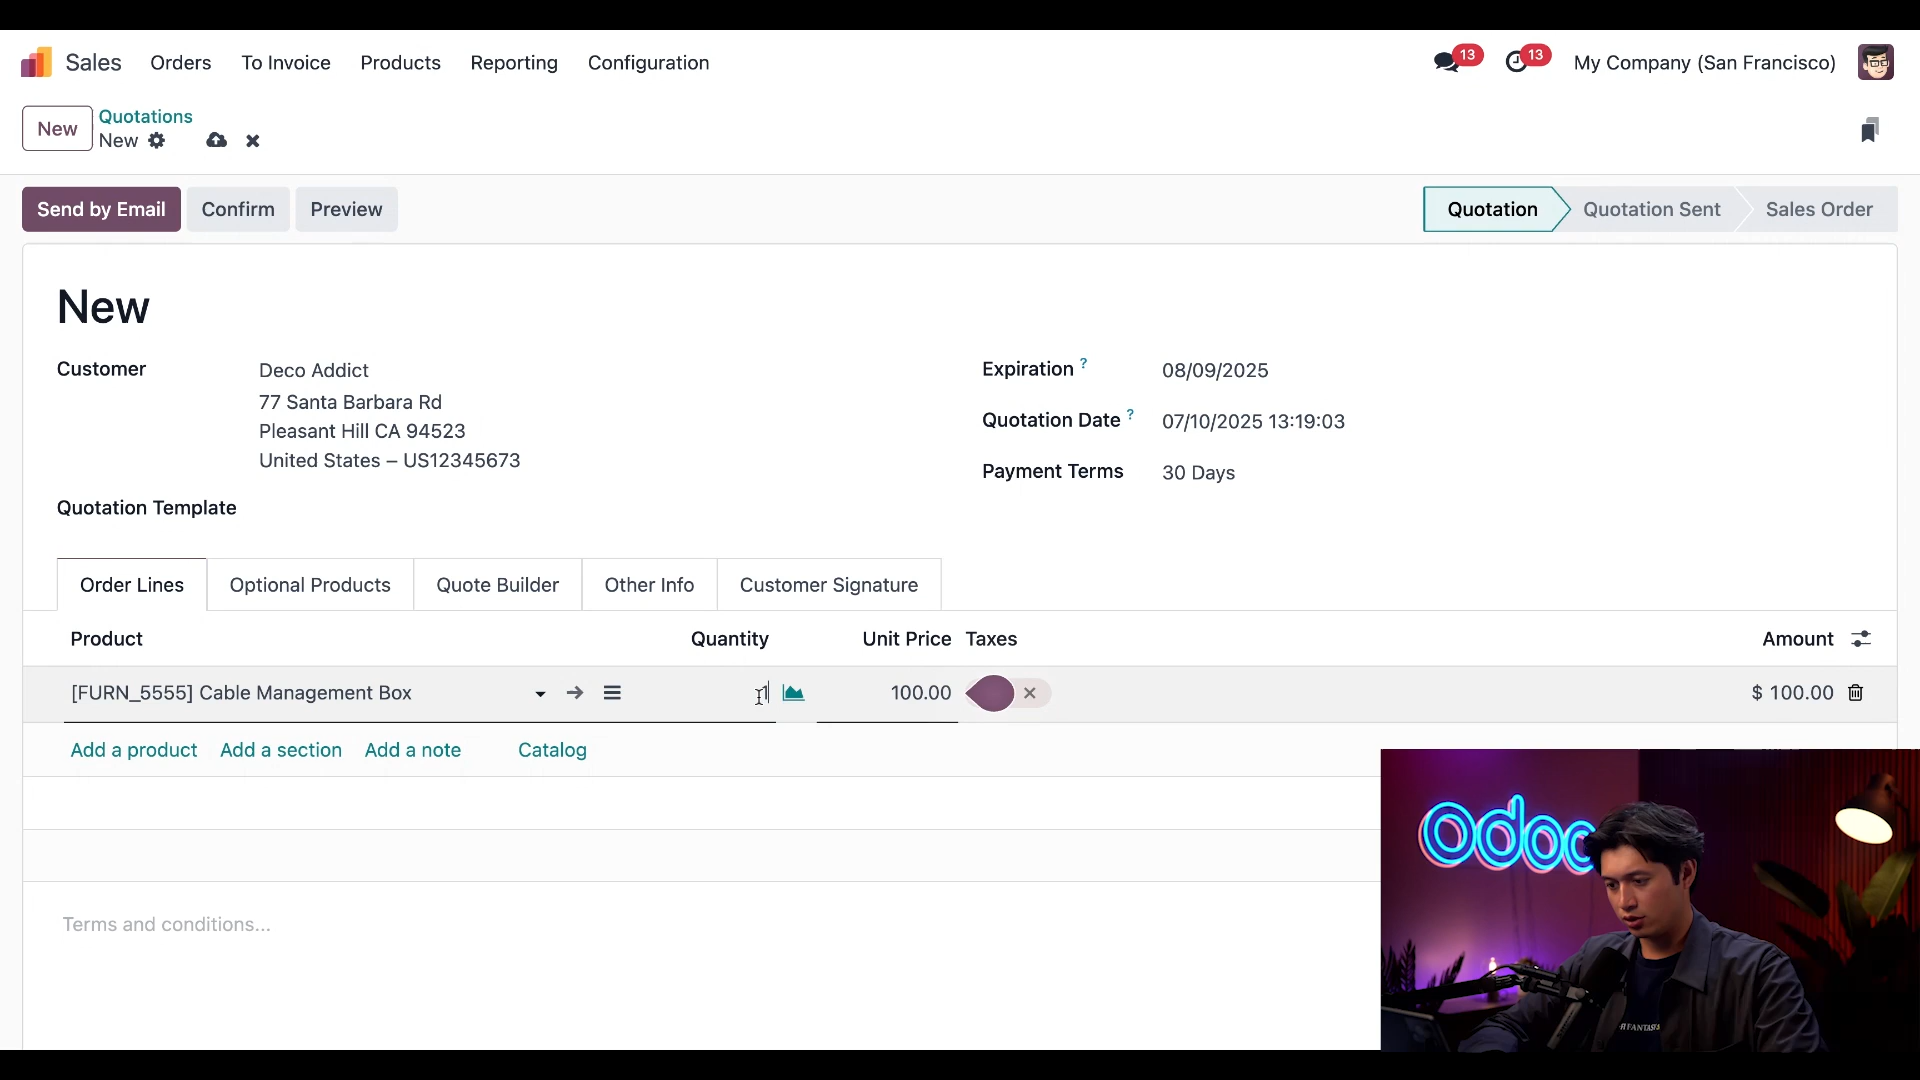 Sales Orders To Invoice Products Reporting Configuration 13 13 My Company (San Francisco)
New Quotations
New
Send by Email Confirm Preview Quotation Quotation Sent Sales Order
New
Customer Deco Addict
77 Santa Barbara Rd
Pleasant Hill CA 94523
United States – US12345673
Expiration ? 08/09/2025
Quotation Date ? 07/10/2025 13:19:03
Payment Terms 30 Days
Quotation Template
Order Lines Optional Products Quote Builder Other Info Customer Signature
Product Quantity Unit Price Taxes Amount
[FURN_5555] Cable Management Box 1 100.00 $ 100.00
Add a product Add a section Add a note Catalog
Terms and conditions...
odoo